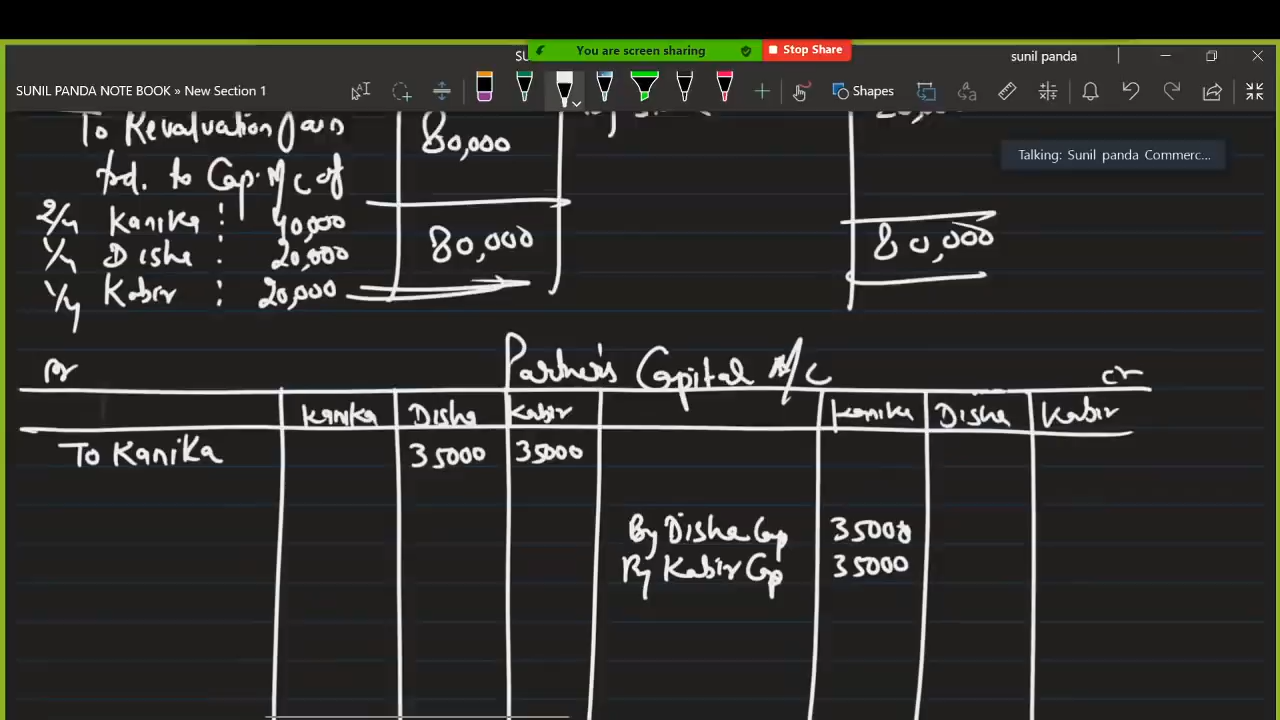 You are screen sharing
Stop Share
SU
sunil panda
SUNIL PANDA NOTE BOOK » New Section 1
Shapes
Talking: Sunil panda Commerc...
To Revaluation Gain
80,000
trd. to Cap. A/c of
2/4 Kanika : 40,000
80,000
80,000
1/4 Disha : 20,000
1/4 Kabir : 20,000
Dr
Partner's Capital A/c
cr
Kanika Disha Kabir Kanika Disha Kabir
To Kanika 35000 35000
By Disha Cap 35000
By Kabir Cap 35000